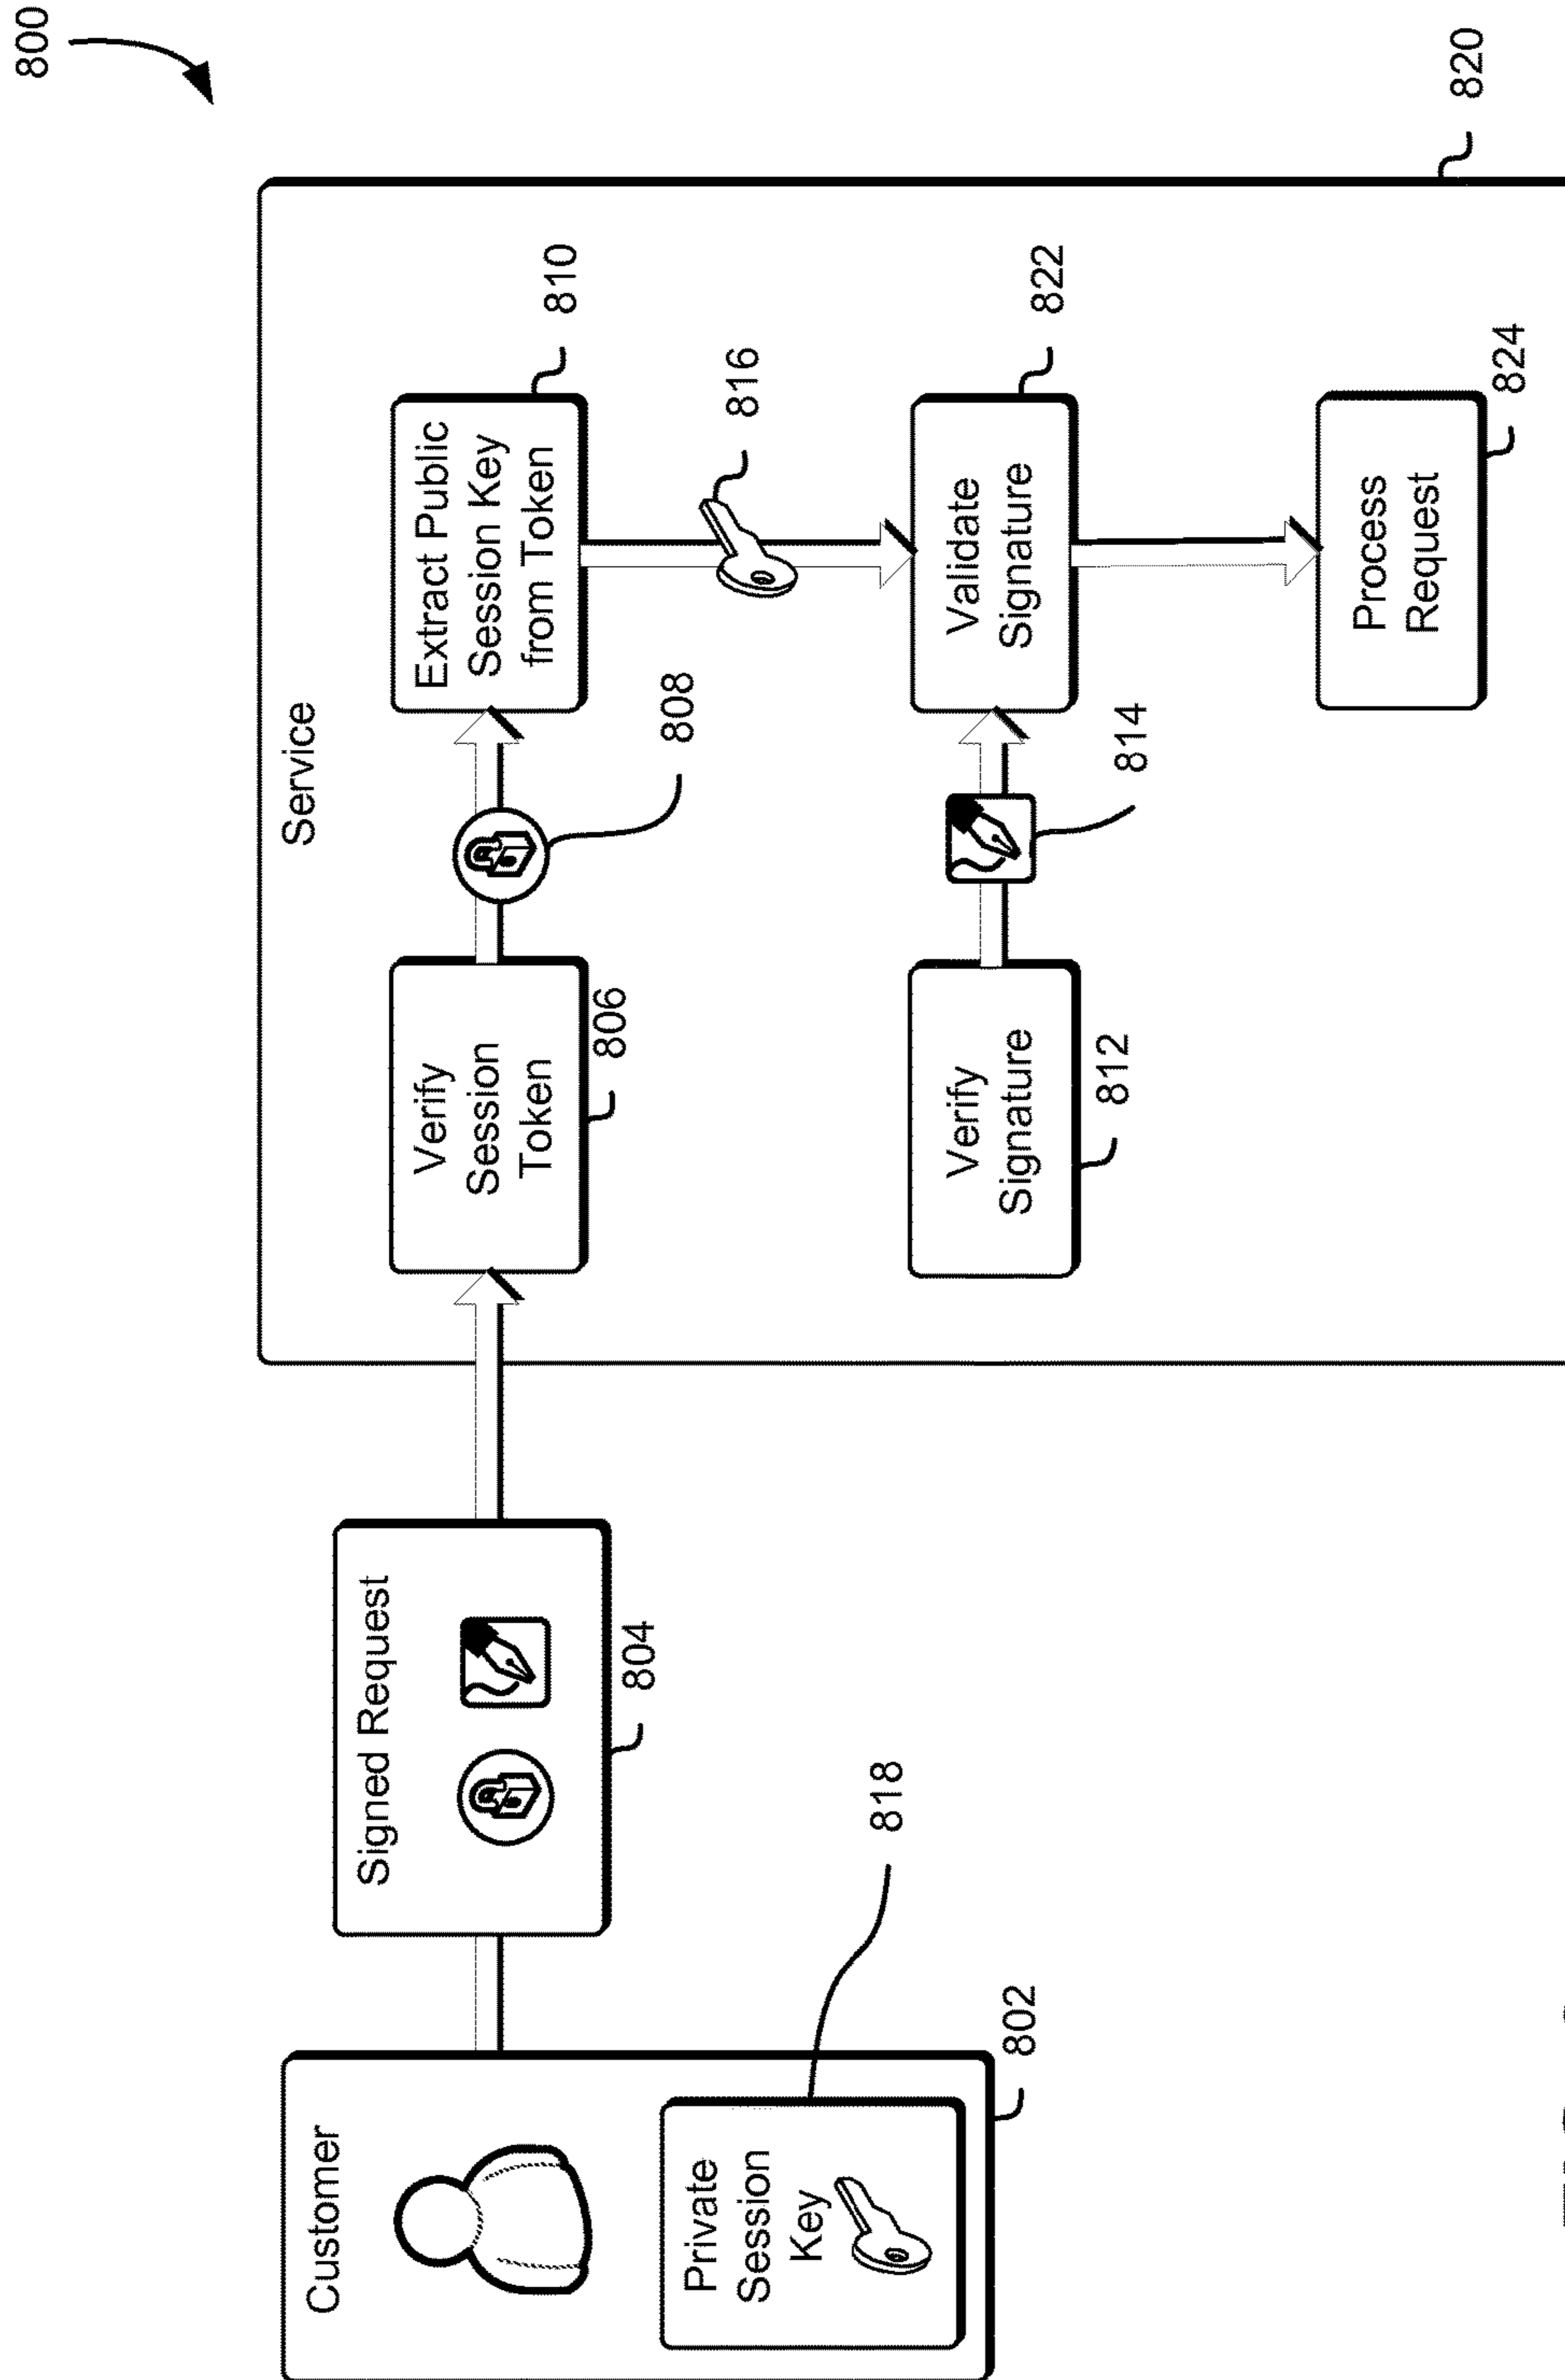 800
Service
Customer
Signed Request
Verify
Session
Token
Extract Public
Session Key
from Token
810
806
808
804
816
Private
Session
Key
818
802
Verify
Signature
812
814
Validate
Signature
822
Process
Request
824
820